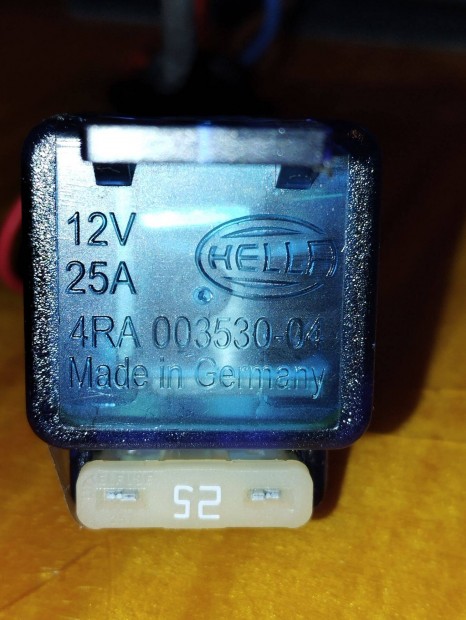 12V
HELLA
25A
4RA 003530-04
Made in Germany
25